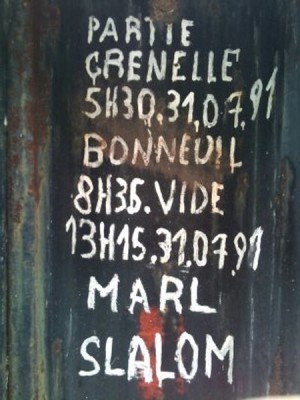 PARTIE
GRENELLE
5H30.31.07.91
BONNEUIL
8H36.VIDE
13H15.31.07.91
MARL
SLALOM